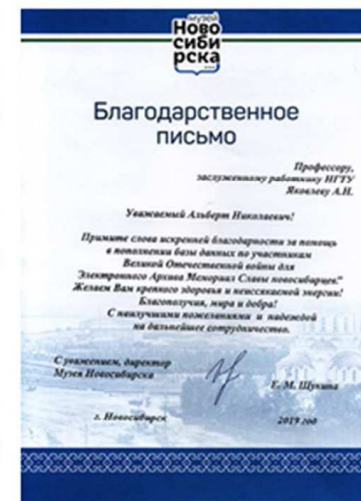 музей
Ново
сиби
рска
Благодарственное
письмо
Профессору,
заслуженному работнику НГТУ
Яковлеву А.Н.
Уважаемый Альберт Николаевич!
Примите слова искренней благодарности за помощь
в пополнении базы данных по участникам
Великой Отечественной войны для
Электронного Архива Мемориал Славы новосибирцев."
Желаем Вам крепкого здоровья и неиссякаемой энергии!
Благополучия, мира и добра!
С наилучшими пожеланиями и надеждой
на дальнейшее сотрудничество.
С уважением, директор
Музея Новосибирска
Е. М. Щукина
г. Новосибирск 2019 год